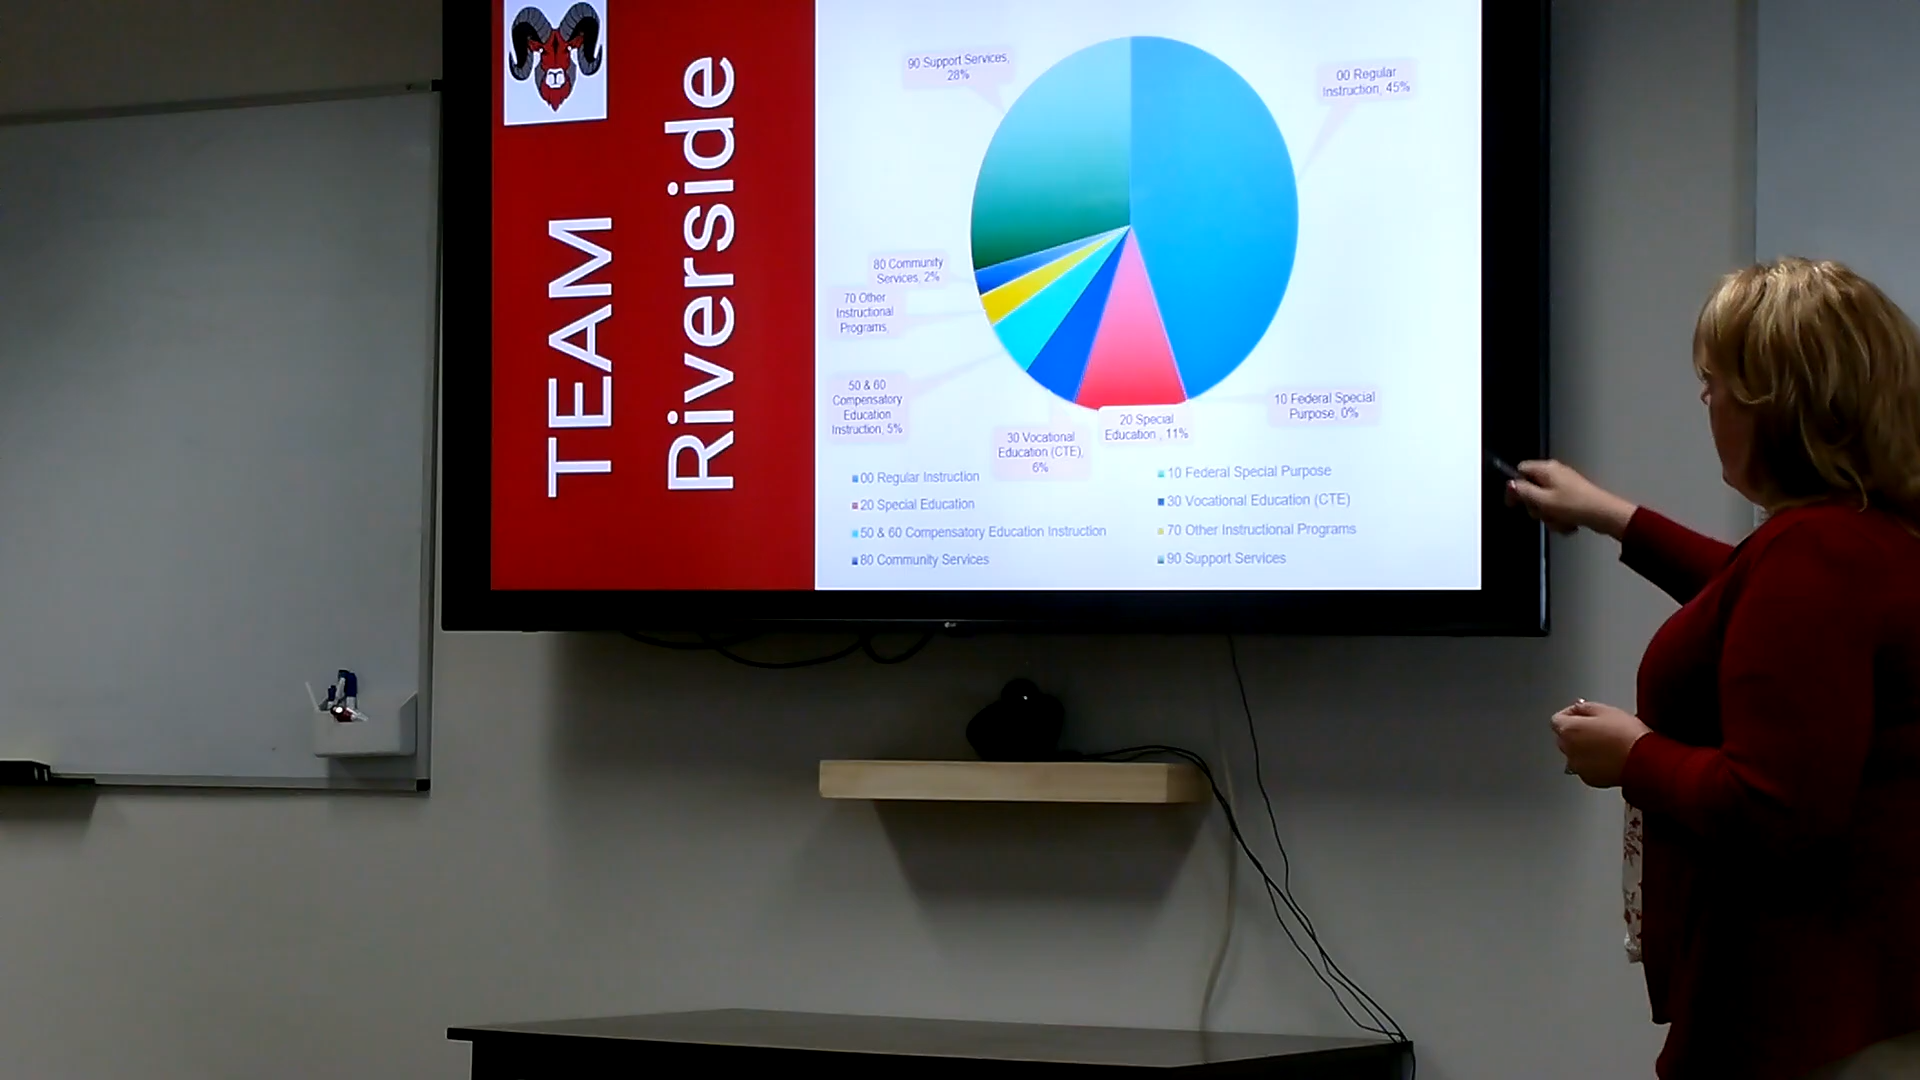 TEAM
Riverside
90 Support Services,
28%
00 Regular
Instruction, 45%
80 Community
Services, 2%
70 Other
Instructional
Programs,
50 & 60
Compensatory
Education
Instruction, 5%
30 Vocational
Education (CTE),
6%
20 Special
Education , 11%
10 Federal Special
Purpose, 0%
00 Regular Instruction
10 Federal Special Purpose
20 Special Education
30 Vocational Education (CTE)
50 & 60 Compensatory Education Instruction
70 Other Instructional Programs
80 Community Services
90 Support Services
LG